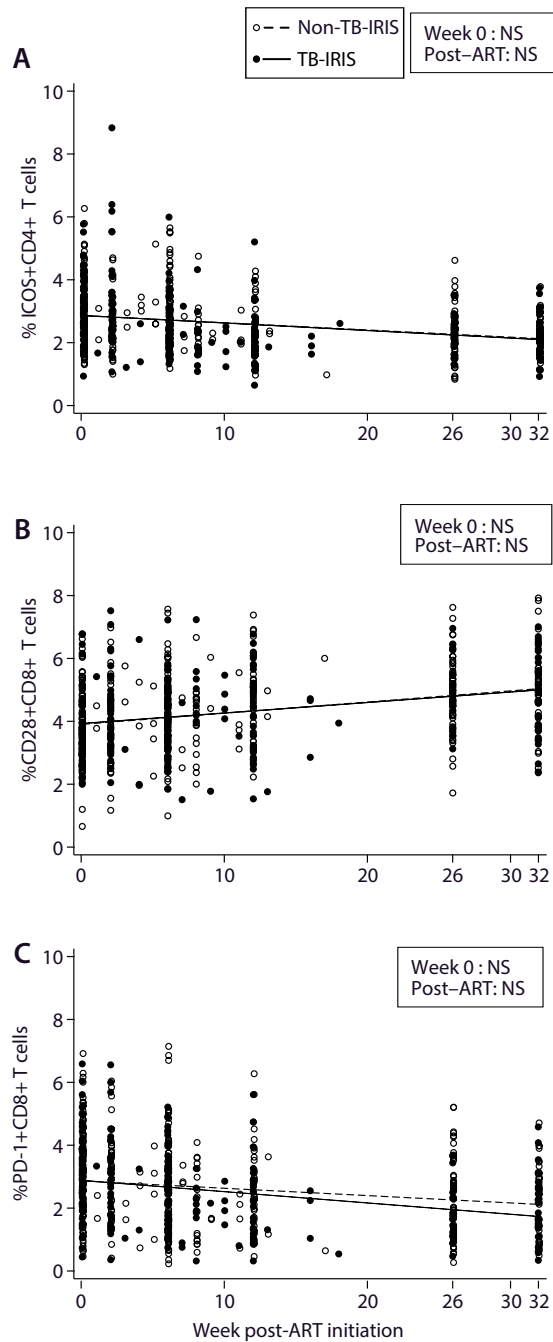 Non-TB-IRIS
TB-IRIS
Week 0 : NS
Post–ART: NS
A
% ICOS+CD4+ T cells
10
8
6
4
2
0
0 10 20 26 30 32
B
Week 0 : NS
Post–ART: NS
%CD28+CD8+ T cells
10
8
6
4
2
0
0 10 20 26 30 32
C
Week 0 : NS
Post–ART: NS
%PD-1+CD8+ T cells
10
8
6
4
2
0
0 10 20 26 30 32
Week post-ART initiation